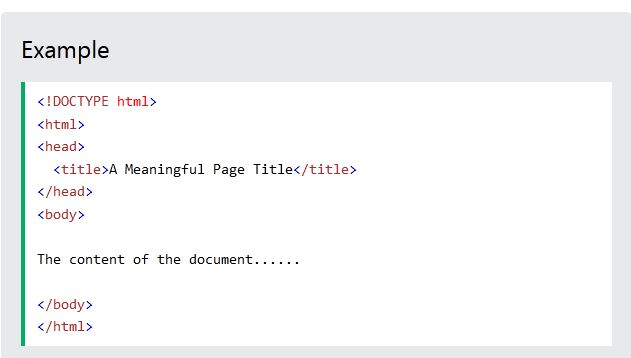 Example
<!DOCTYPE html>
<html>
<head>
  <title>A Meaningful Page Title</title>
</head>
<body>

The content of the document......

</body>
</html>